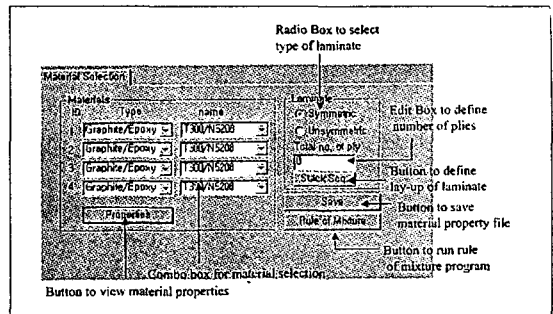 Radio Box to select
type of laminate
Material Selection
Materials
ID Type name
1 Graphite/Epoxy T300/N5208
2 Graphite/Epoxy T300/N5208
3 Graphite/Epoxy T300/N5208
4 Graphite/Epoxy T300/N5208
Properties
Laminate
Symmetric
Unsymmetric
Total no. of ply
0
Stack Seq
Save
Rule of Mixture
Edit Box to define
number of plies
Button to define
lay-up of laminate
Button to save
material property file
Button to run rule
of mixture program
Combo box for material selection
Button to view material properties